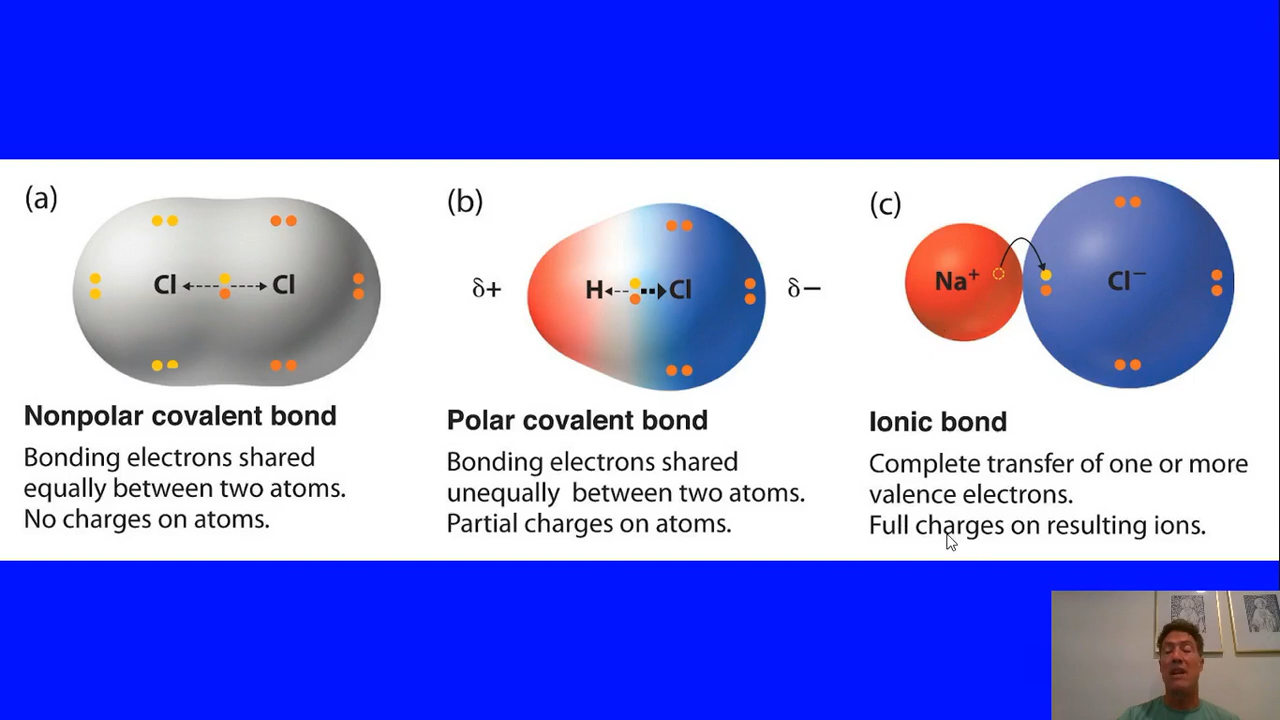 (a)
Cl Cl
Nonpolar covalent bond
Bonding electrons shared
equally between two atoms.
No charges on atoms.
(b)
δ+ H Cl δ−
Polar covalent bond
Bonding electrons shared
unequally between two atoms.
Partial charges on atoms.
(c)
Na⁺ Cl⁻
Ionic bond
Complete transfer of one or more
valence electrons.
Full charges on resulting ions.